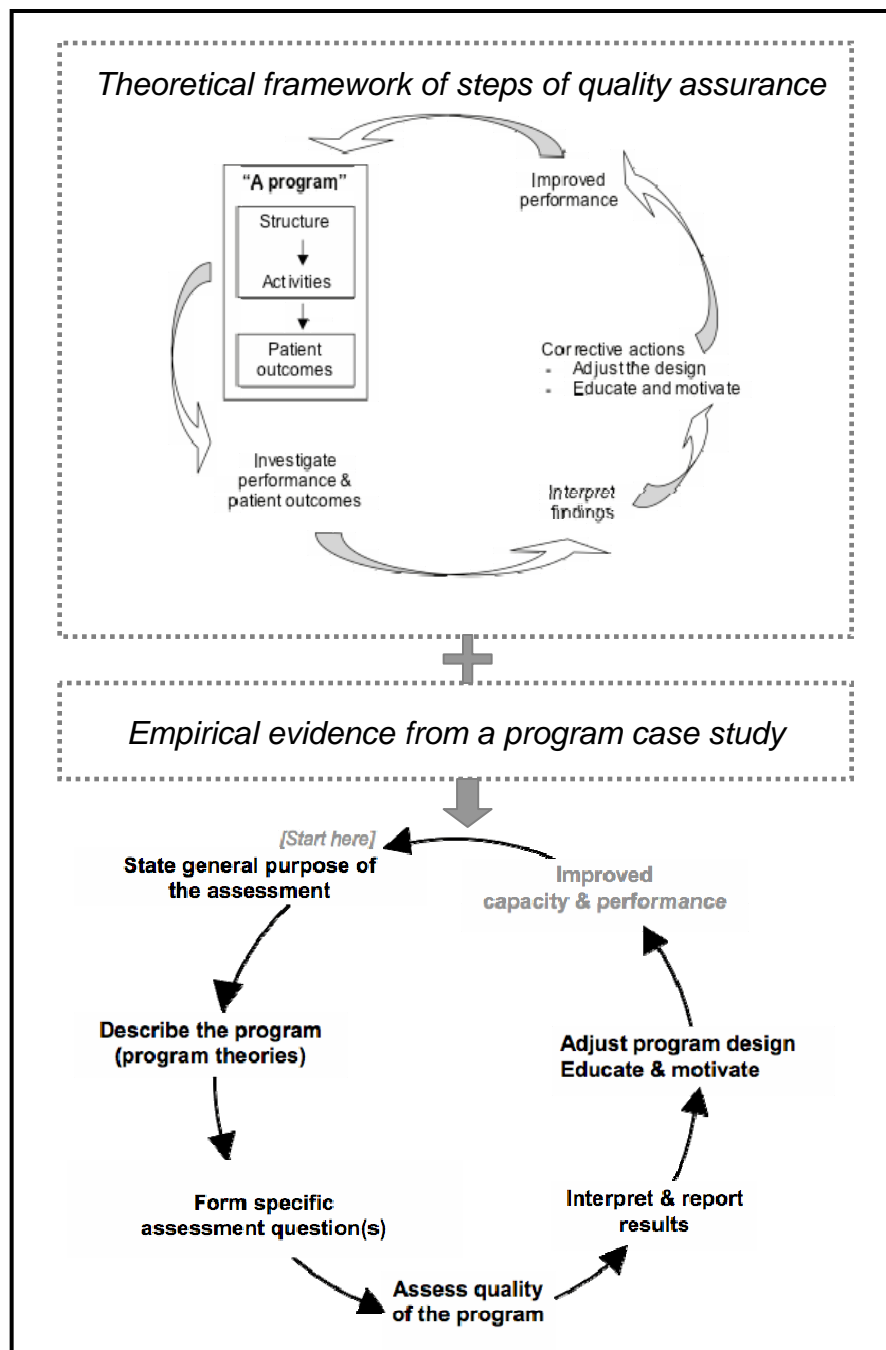 Theoretical framework of steps of quality assurance
“A program”
Structure
Activities
Patient
outcomes
Investigate
performance &
patient outcomes
Interpret
findings
Corrective actions
- Adjust the design
- Educate and motivate
Improved
performance
Empirical evidence from a program case study
[Start here]
State general purpose of
the assessment
Describe the program
(program theories)
Form specific
assessment question(s)
Assess quality
of the program
Interpret & report
results
Adjust program design
Educate & motivate
Improved
capacity & performance